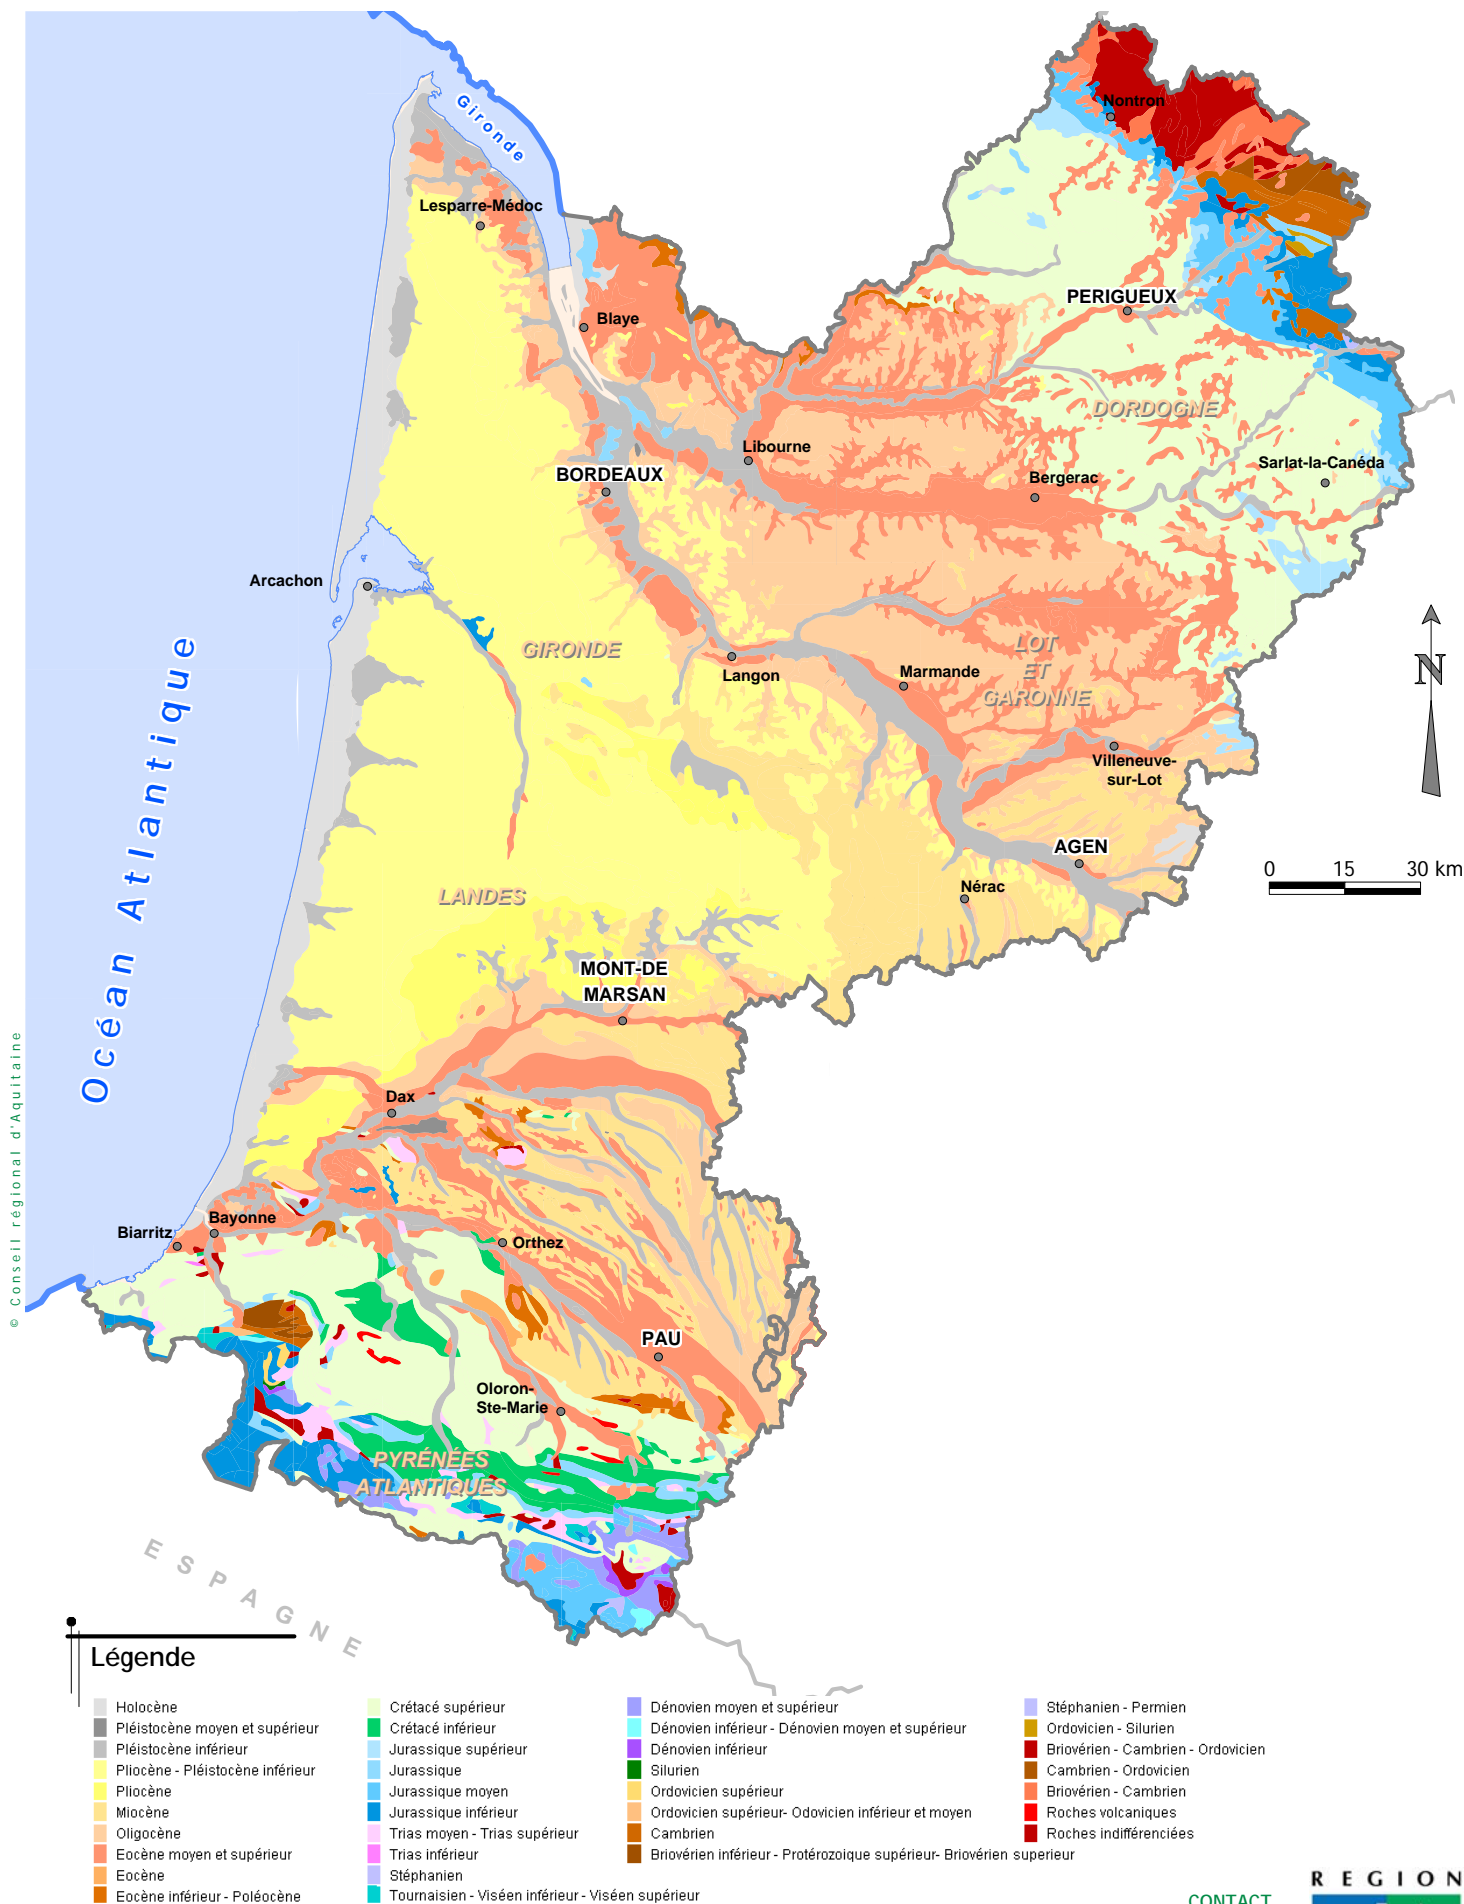 Gironde
Nontron
Lesparre-Médoc
Blaye
PERIGUEUX
DORDOGNE
Libourne
BORDEAUX
Bergerac
Sarlat-la-Canéda
Arcachon
GIRONDE
LOT
ET
GARONNE
Langon
Marmande
N
Villeneuve-
sur-Lot
Océan Atlantique
AGEN
0 15 30 km
Nérac
LANDES
MONT-DE
MARSAN
© Conseil régional d'Aquitaine
Dax
Bayonne
Biarritz
Orthez
PAU
Oloron-
Ste-Marie
PYRÉNÉES
ATLANTIQUES
ESPAGNE
Légende
Holocène
Pléistocène moyen et supérieur
Pléistocène inférieur
Pliocène - Pléistocène inférieur
Pliocène
Miocène
Oligocène
Eocène moyen et supérieur
Eocène
Eocène inférieur - Poléocène
Crétacé supérieur
Crétacé inférieur
Jurassique supérieur
Jurassique
Jurassique moyen
Jurassique inférieur
Trias moyen - Trias supérieur
Trias inférieur
Stéphanien
Tournaisien - Viséen inférieur - Viséen supérieur
Dénovien moyen et supérieur
Dénovien inférieur - Dénovien moyen et supérieur
Dénovien inférieur
Silurien
Ordovicien supérieur
Ordovicien supérieur- Odovicien inférieur et moyen
Cambrien
Briovérien inférieur - Protérozoique supérieur- Briovérien superieur
Stéphanien - Permien
Ordovicien - Silurien
Briovérien - Cambrien - Ordovicien
Cambrien - Ordovicien
Briovérien - Cambrien
Roches volcaniques
Roches indifférenciées
REGION
CONTACT